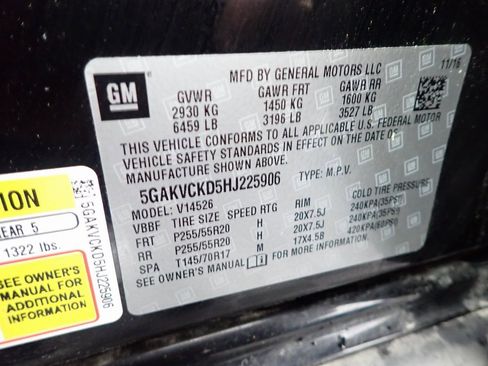 GM
MFD BY GENERAL MOTORS LLC
11/16
GVWR GAWR FRT GAWR RR
2930 KG 1450 KG 1600 KG
6459 LB 3196 LB 3527 LB
THIS VEHICLE CONFORMS TO ALL APPLICABLE U.S. FEDERAL MOTOR
VEHICLE SAFETY STANDARDS IN EFFECT ON THE DATE OF
MANUFACTURE SHOWN ABOVE.
5GAKVCKD5HJ225906 TYPE: M.P.V.
MODEL: V14526
VBBF TIRE SIZE SPEED RTG RIM COLD TIRE PRESSURE
FRT P255/55R20 H 20X7.5J 240KPA(35PSI)
RR P255/55R20 H 20X7.5J 240KPA(35PSI)
SPA T145/70R17 M 17X4.5B 420KPA(60PSI)
SEE OWNER'S MANUAL FOR MORE INFORMATION.
ION
EAR 5
1322 lbs.
SEE OWNER'S
MANUAL FOR
ADDITIONAL
INFORMATION
5GAKVCKD5HJ225906